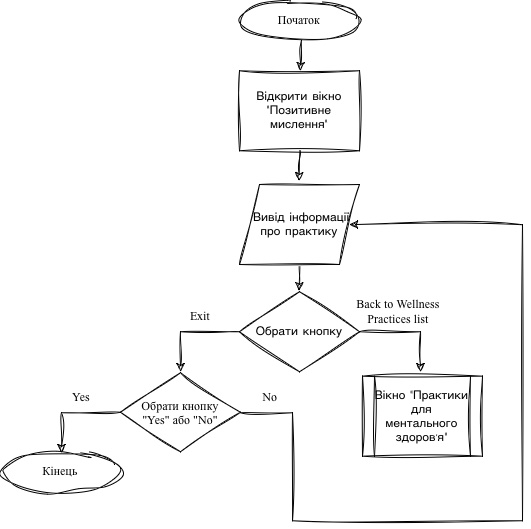 Початок
Відкрити вікно
'Позитивне
мислення'
Вивід інформації
про практику
Обрати кнопку
Exit
Back to Wellness
Practices list
Обрати кнопку
"Yes" або "No"
Yes
No
Вікно 'Практики
для
ментального
здоров'я'
Кінець